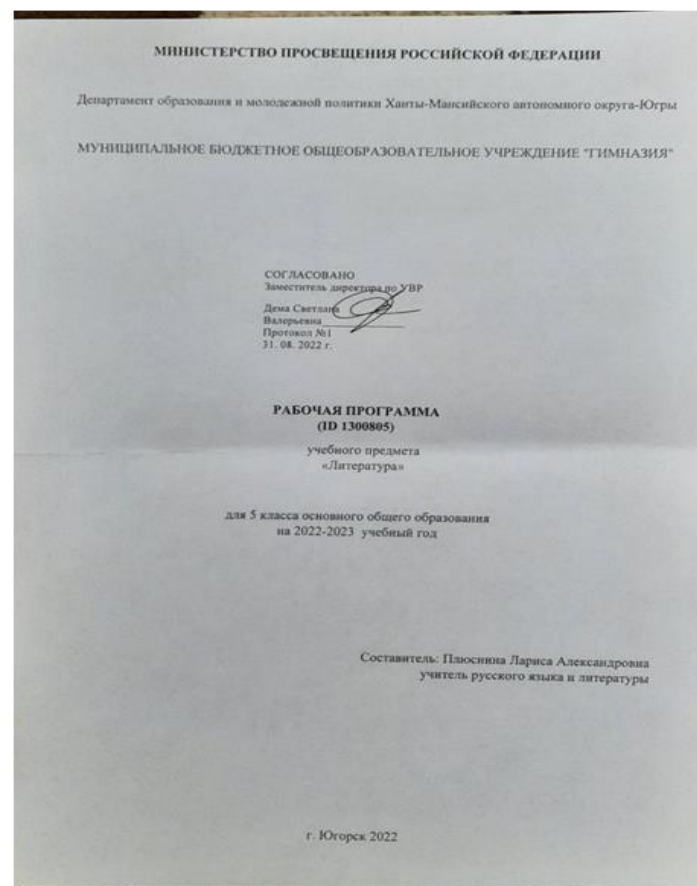 МИНИСТЕРСТВО ПРОСВЕЩЕНИЯ РОССИЙСКОЙ ФЕДЕРАЦИИ
Департамент образования и молодежной политики Ханты-Мансийского автономного округа-Югры
МУНИЦИПАЛЬНОЕ БЮДЖЕТНОЕ ОБЩЕОБРАЗОВАТЕЛЬНОЕ УЧРЕЖДЕНИЕ "ГИМНАЗИЯ"
СОГЛАСОВАНО
Заместитель директора по УВР
Дема Светлана
Валерьевна
Протокол №1
31. 08. 2022 г.
РАБОЧАЯ ПРОГРАММА
(ID 1300805)
учебного предмета
«Литература»
для 5 класса основного общего образования
на 2022-2023 учебный год
Составитель: Плюснина Лариса Александровна
учитель русского языка и литературы
г. Югорск 2022